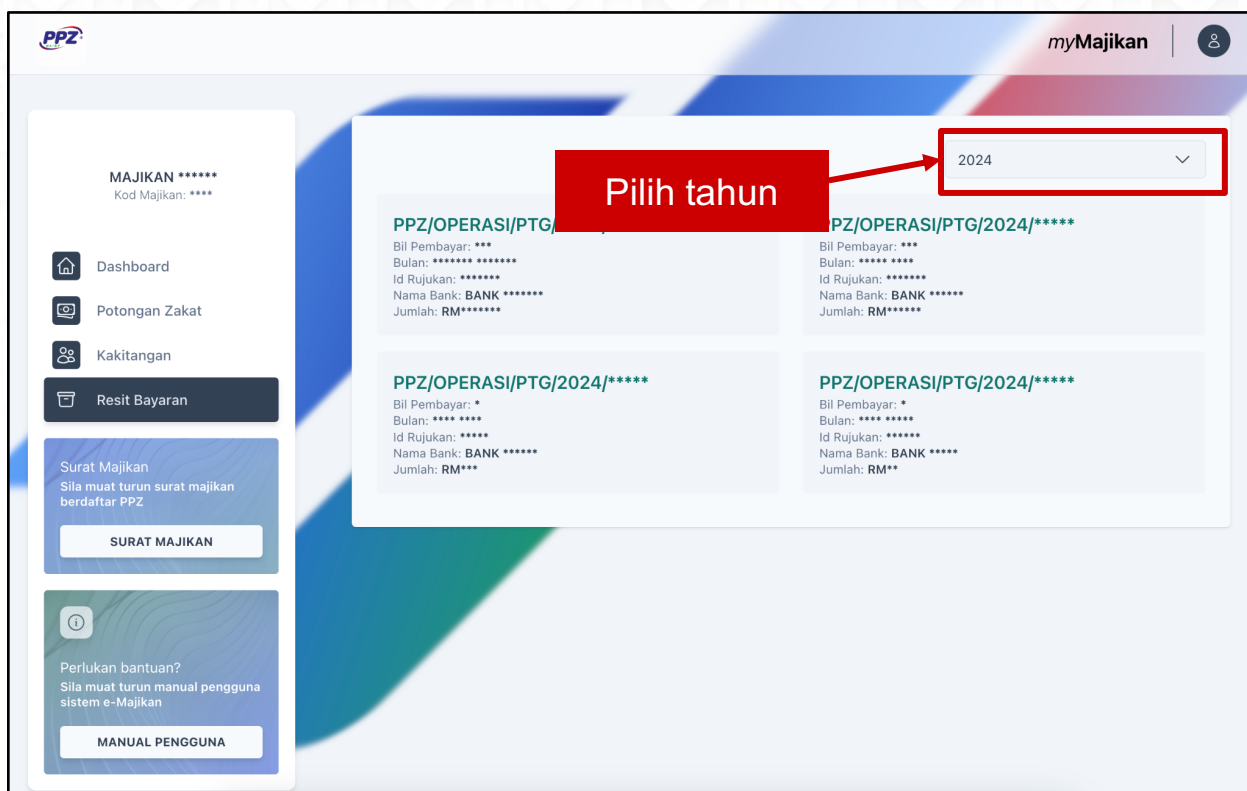 PPZ
myMajikan
MAJIKAN ******
Kod Majikan: ****
Dashboard
Potongan Zakat
Kakitangan
Resit Bayaran
Surat Majikan
Sila muat turun surat majikan
berdaftar PPZ
SURAT MAJIKAN
Perlukan bantuan?
Sila muat turun manual pengguna
sistem e-Majikan
MANUAL PENGGUNA
2024
Pilih tahun
PPZ/OPERASI/PTG/
Bil Pembayar: ***
Bulan: ******* *******
Id Rujukan: *******
Nama Bank: BANK *******
Jumlah: RM*******
PZ/OPERASI/PTG/2024/*****
Bil Pembayar: ***
Bulan: ***** ****
Id Rujukan: *******
Nama Bank: BANK ******
Jumlah: RM******
PPZ/OPERASI/PTG/2024/*****
Bil Pembayar: *
Bulan: **** ****
Id Rujukan: *****
Nama Bank: BANK ******
Jumlah: RM***
PPZ/OPERASI/PTG/2024/*****
Bil Pembayar: *
Bulan: **** *****
Id Rujukan: ******
Nama Bank: BANK *****
Jumlah: RM**